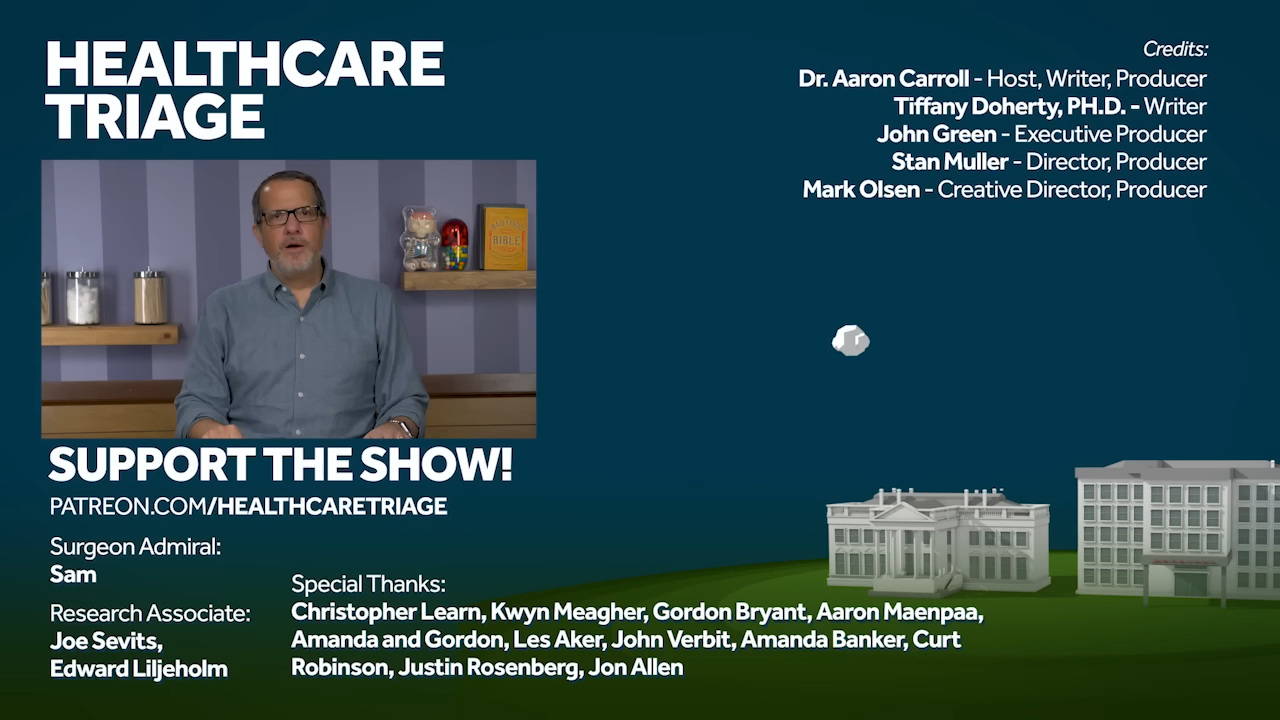 HEALTHCARE
TRIAGE
Credits:
Dr. Aaron Carroll - Host, Writer, Producer
Tiffany Doherty, PH.D. - Writer
John Green - Executive Producer
Stan Muller - Director, Producer
Mark Olsen - Creative Director, Producer
BIBLE
SUPPORT THE SHOW!
PATREON.COM/HEALTHCARETRIAGE
Surgeon Admiral:
Sam
Research Associate:
Joe Sevits,
Edward Liljeholm
Special Thanks:
Christopher Learn, Kwyn Meagher, Gordon Bryant, Aaron Maenpaa,
Amanda and Gordon, Les Aker, John Verbit, Amanda Banker, Curt
Robinson, Justin Rosenberg, Jon Allen